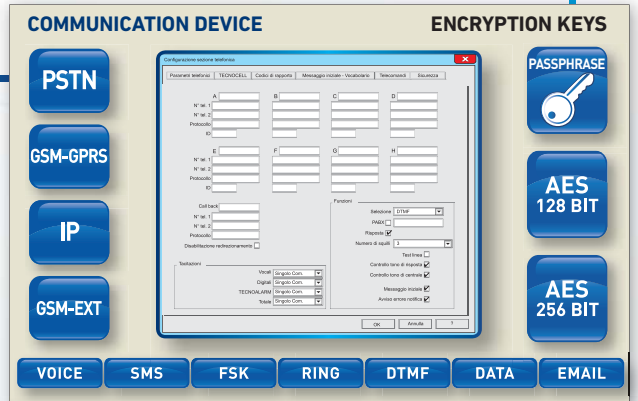 COMMUNICATION DEVICE
ENCRYPTION KEYS
PSTN
GSM-GPRS
IP
GSM-EXT
Configurazione sezione telefonica
Parametri telefonici TECNOCELL Codici di rapporto Messaggio iniziale - Vocabolario Telecomandi Sicurezza
A B C D
N° tel. 1
N° tel. 2
Protocollo
ID
E F G H
N° tel. 1
N° tel. 2
Protocollo
ID
Call back
N° tel. 1
N° tel. 2
Protocollo
Disabilitazione redirezionamento
Tacitazioni
Vocali Singolo Com.
Digitali Singolo Com.
TECNOALARM Singolo Com.
Totale Singolo Com.
Funzioni
Selezione DTMF
PABX
Risposta
Numero di squilli 3
Test linea
Controllo tono di risposta
Controllo tono di centrale
Messaggio iniziale
Avviso errore notifica
OK Annulla ?
PASSPHRASE
AES
128 BIT
AES
256 BIT
VOICE SMS FSK RING DTMF DATA EMAIL